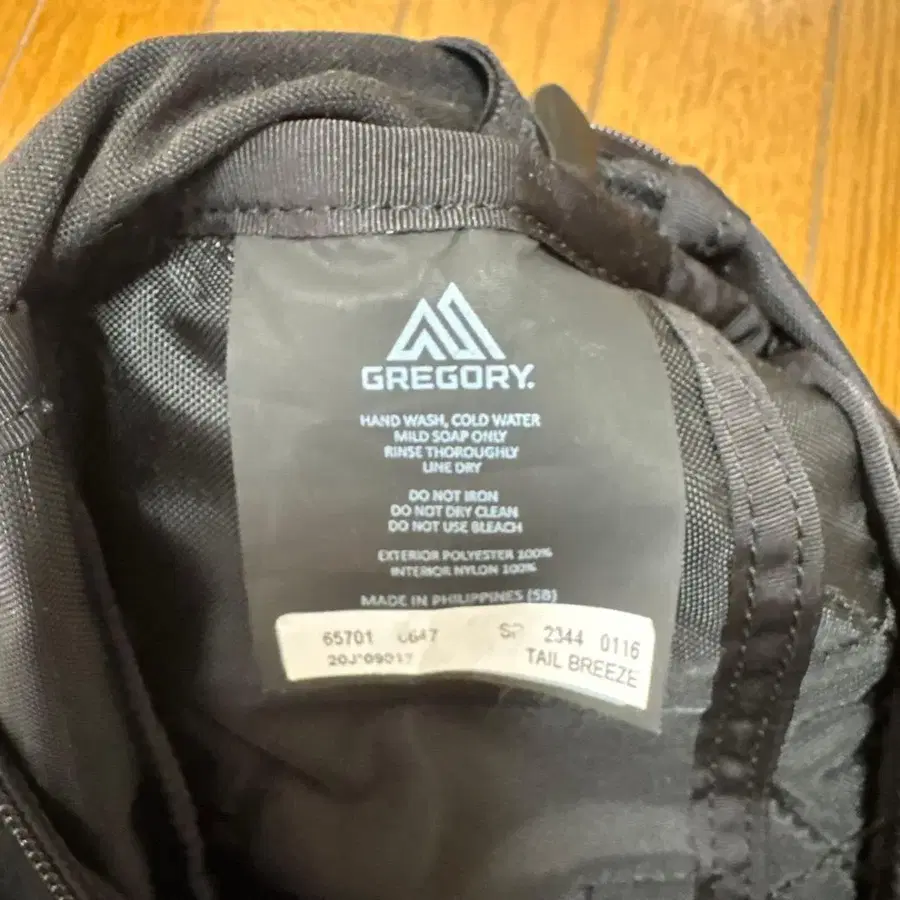 GREGORY.
HAND WASH, COLD WATER
MILD SOAP ONLY
RINSE THOROUGHLY
LINE DRY
DO NOT IRON
DO NOT DRY CLEAN
DO NOT USE BLEACH
EXTERIOR POLYESTER 100%
INTERIOR NYLON 100%
MADE IN PHILIPPINES (SB)
65701 SP 2344 0116
TAIL BREEZE